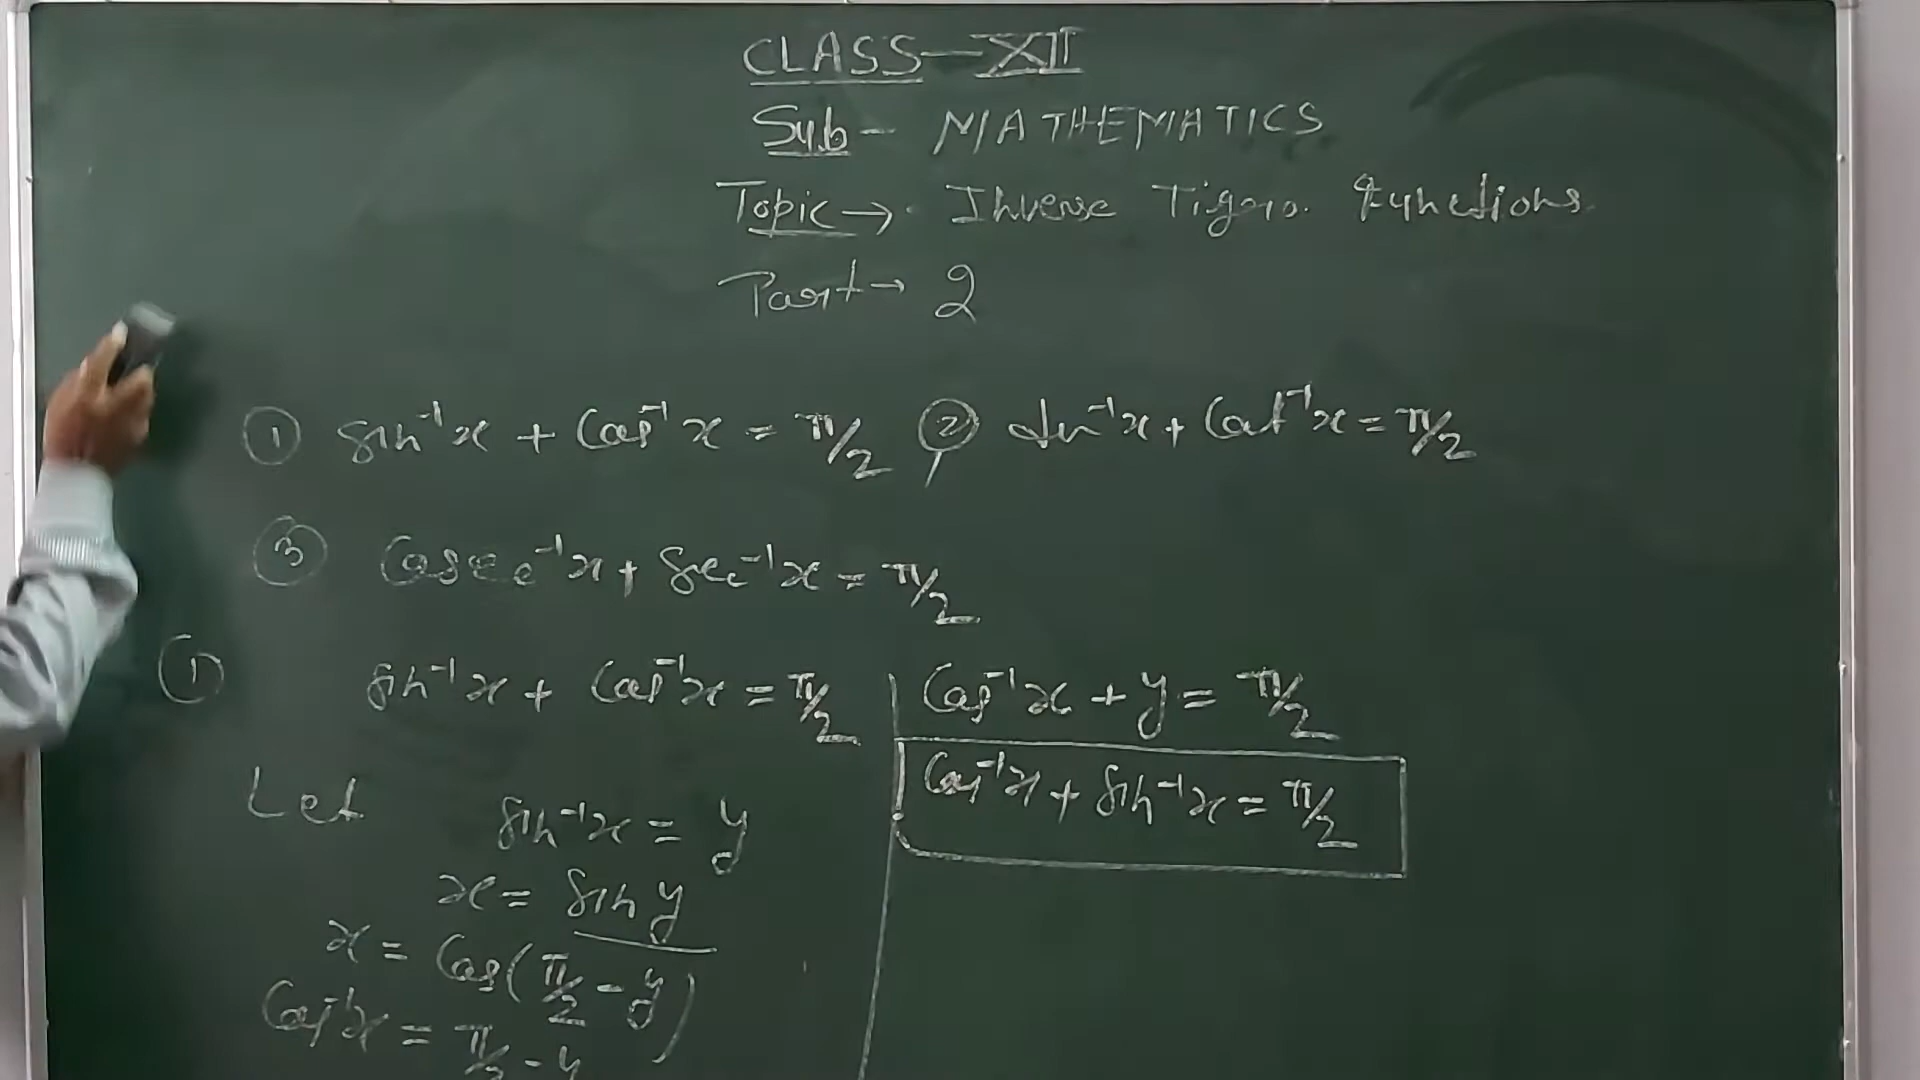 CLASS - XII
Sub - MATHEMATICS
Topic → Inverse Tigro. functions
Part → 2
① sin⁻¹x + Cos⁻¹x = π/2 ② tan⁻¹x + Cot⁻¹x = π/2
③ Cosec⁻¹x + Sec⁻¹x = π/2
① sin⁻¹x + Cos⁻¹x = π/2
Let sin⁻¹x = y
x = sin y
x = Cos(π/2 - y)
Cos⁻¹x = π/2 - y
Cos⁻¹x + y = π/2
Cos⁻¹x + sin⁻¹x = π/2